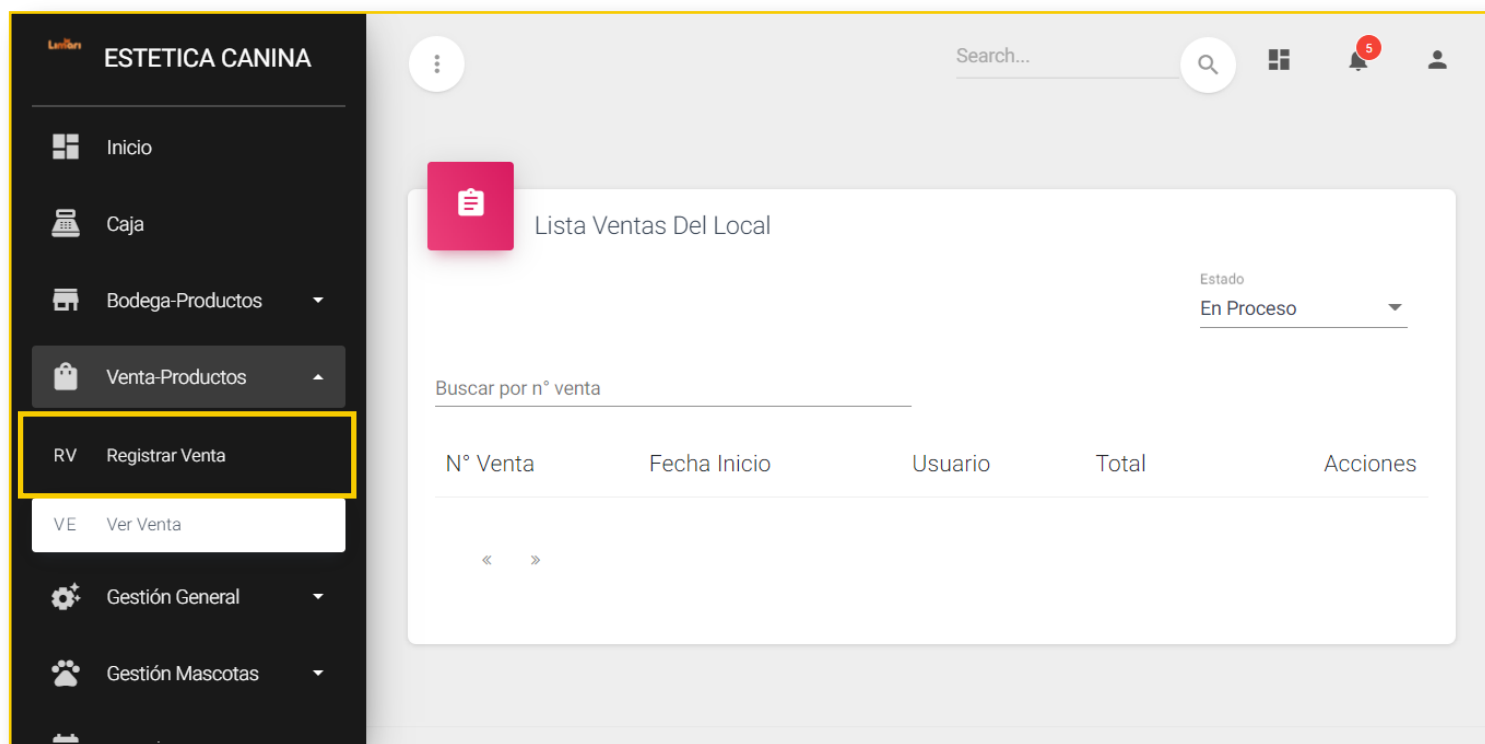 Limbri
ESTETICA CANINA
Search...
5
Inicio
Caja
Bodega-Productos
Venta-Productos
RV Registrar Venta
VE Ver Venta
Gestión General
Gestión Mascotas
Lista Ventas Del Local
Estado
En Proceso
Buscar por n° venta
N° Venta Fecha Inicio Usuario Total Acciones
« »